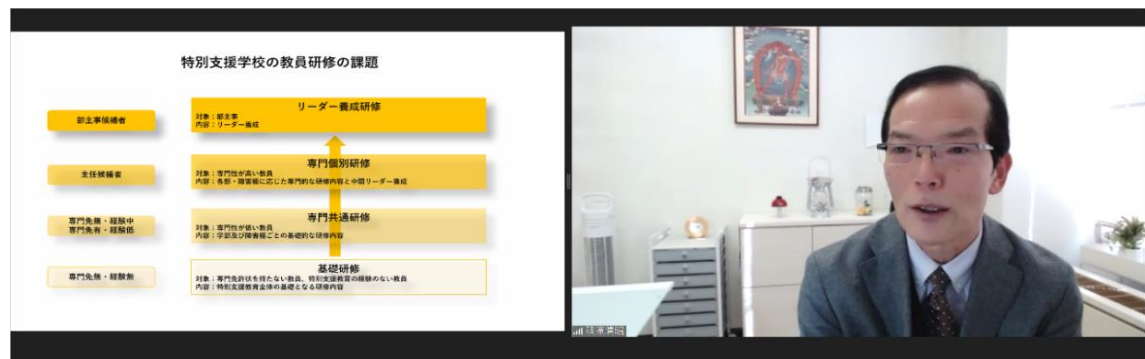 特別支援学校の教員研修の課題
部主事候補者
リーダー養成研修
対象：部主事
内容：リーダー養成
主任候補者
専門個別研修
対象：専門性が高い教員
内容：各部・障害種に応じた専門的な研修内容と中間リーダー養成
専門免無・経験中
専門免有・経験低
専門共通研修
対象：専門性が低い教員
内容：学部及び障害種ごとの基礎的な研修内容
専門免無・経験無
基礎研修
対象：専門免許状を持たない教員、特別支援教育の経験のない教員
内容：特別支援教育全体の基礎となる研修内容